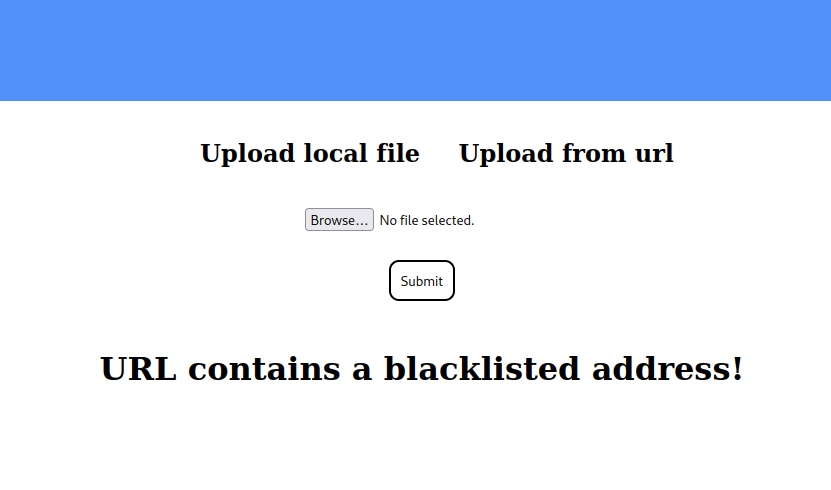 Upload local file Upload from url
Browse... No file selected.
Submit
URL contains a blacklisted address!